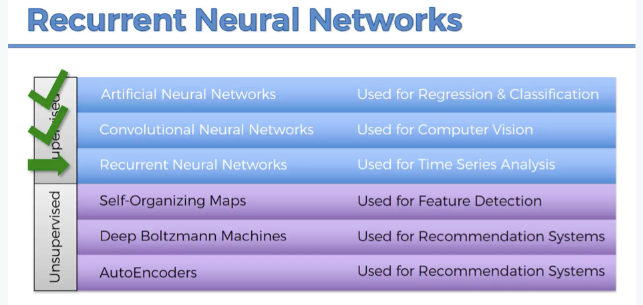 Recurrent Neural Networks
Supervised
Artificial Neural Networks Used for Regression & Classification
Convolutional Neural Networks Used for Computer Vision
Recurrent Neural Networks Used for Time Series Analysis
Unsupervised
Self-Organizing Maps Used for Feature Detection
Deep Boltzmann Machines Used for Recommendation Systems
AutoEncoders Used for Recommendation Systems